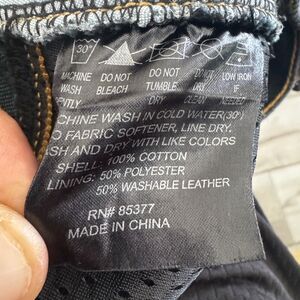 30°
MACHINE DO NOT DO NOT DO NOT LOW IRON
WASH BLEACH TUMBLE DRY IF
ENTLY DRY CLEAN NEEDED
CHINE WASH IN COLD WATER(30°)
O FABRIC SOFTENER, LINE DRY.
ASH AND DRY WITH LIKE COLORS
SHELL: 100% COTTON
LINING: 50% POLYESTER
50% WASHABLE LEATHER
RN# 85377
MADE IN CHINA